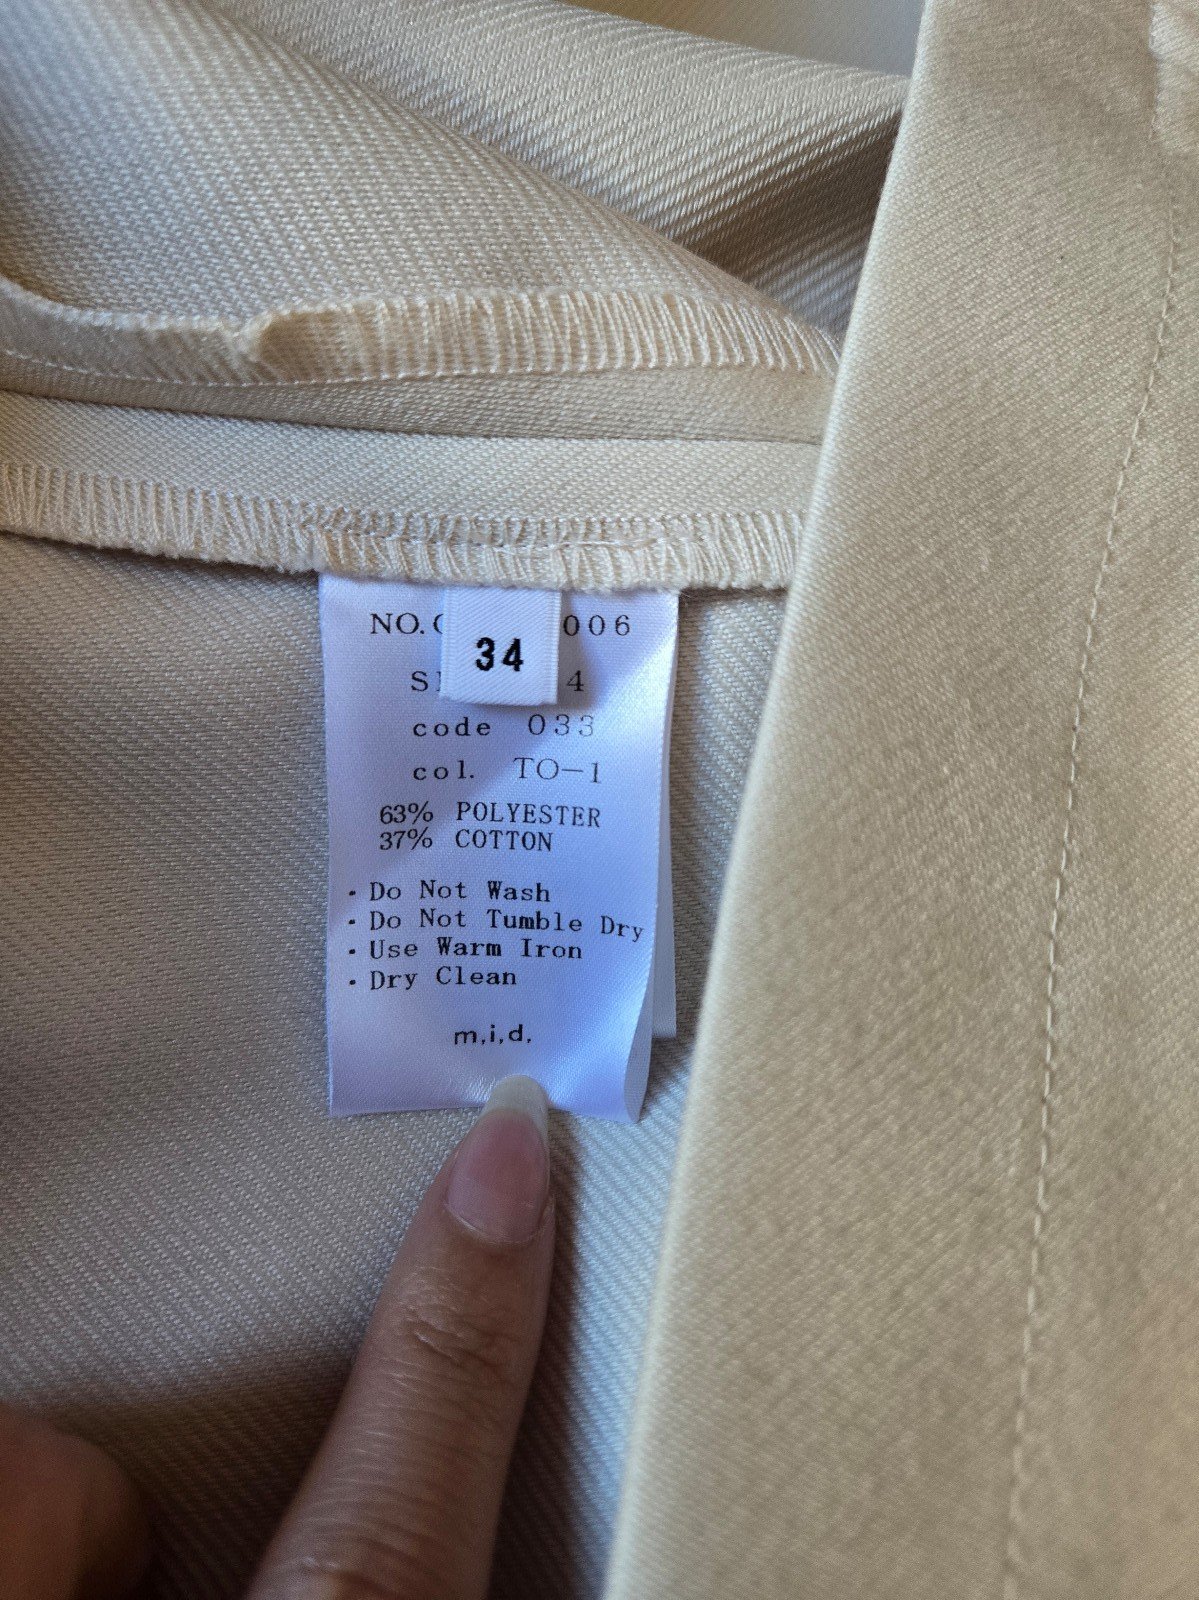 NO. 006
34
4
code 033
col. TO-1
63% POLYESTER
37% COTTON
・Do Not Wash
・Do Not Tumble Dry
・Use Warm Iron
・Dry Clean
m.i.d.